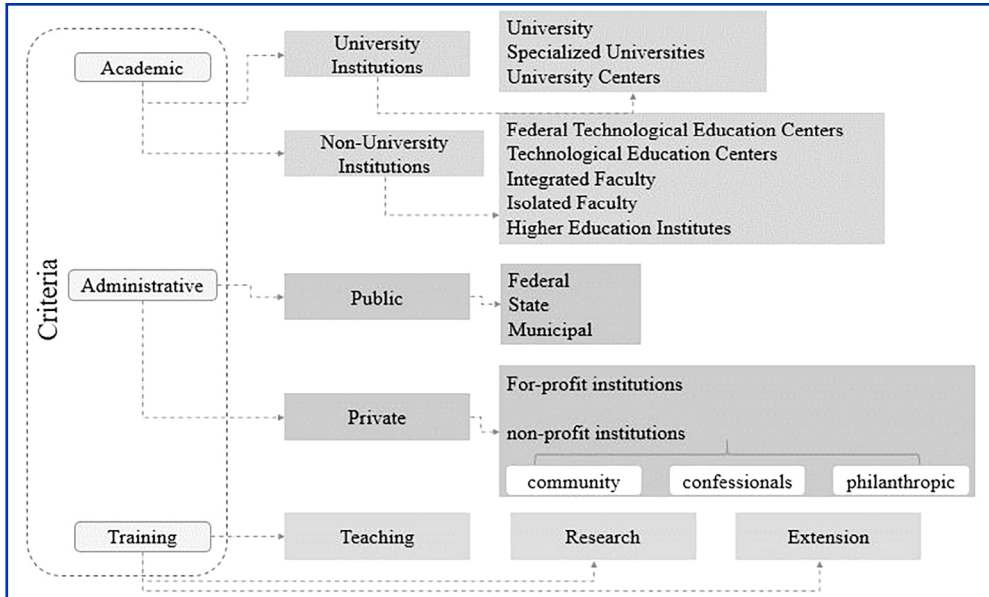 Criteria
Academic
University
Institutions
University
Specialized Universities
University Centers
Non-University
Institutions
Federal Technological Education Centers
Technological Education Centers
Integrated Faculty
Isolated Faculty
Higher Education Institutes
Administrative
Public
Federal
State
Municipal
Private
For-profit institutions
non-profit institutions
community
confessionals
philanthropic
Training
Teaching
Research
Extension